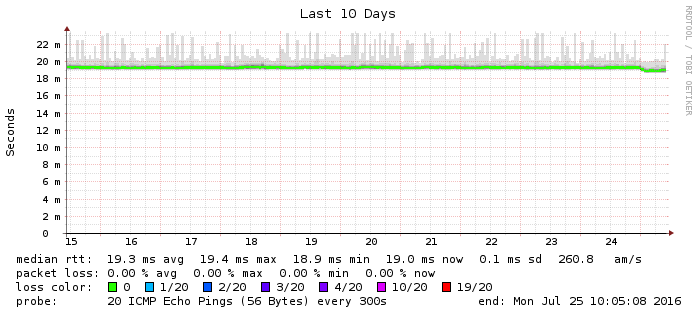 Last 10 Days
RRDTOOL / TOBI OETIKER
Seconds
22 m
20 m
18 m
16 m
14 m
12 m
10 m
8 m
6 m
4 m
2 m
0
15 16 17 18 19 20 21 22 23 24
median rtt: 19.3 ms avg 19.4 ms max 18.9 ms min 19.0 ms now 0.1 ms sd 260.8 am/s
packet loss: 0.00 % avg 0.00 % max 0.00 % min 0.00 % now
loss color: 0 1/20 2/20 3/20 4/20 10/20 19/20
probe: 20 ICMP Echo Pings (56 Bytes) every 300s end: Mon Jul 25 10:05:08 2016